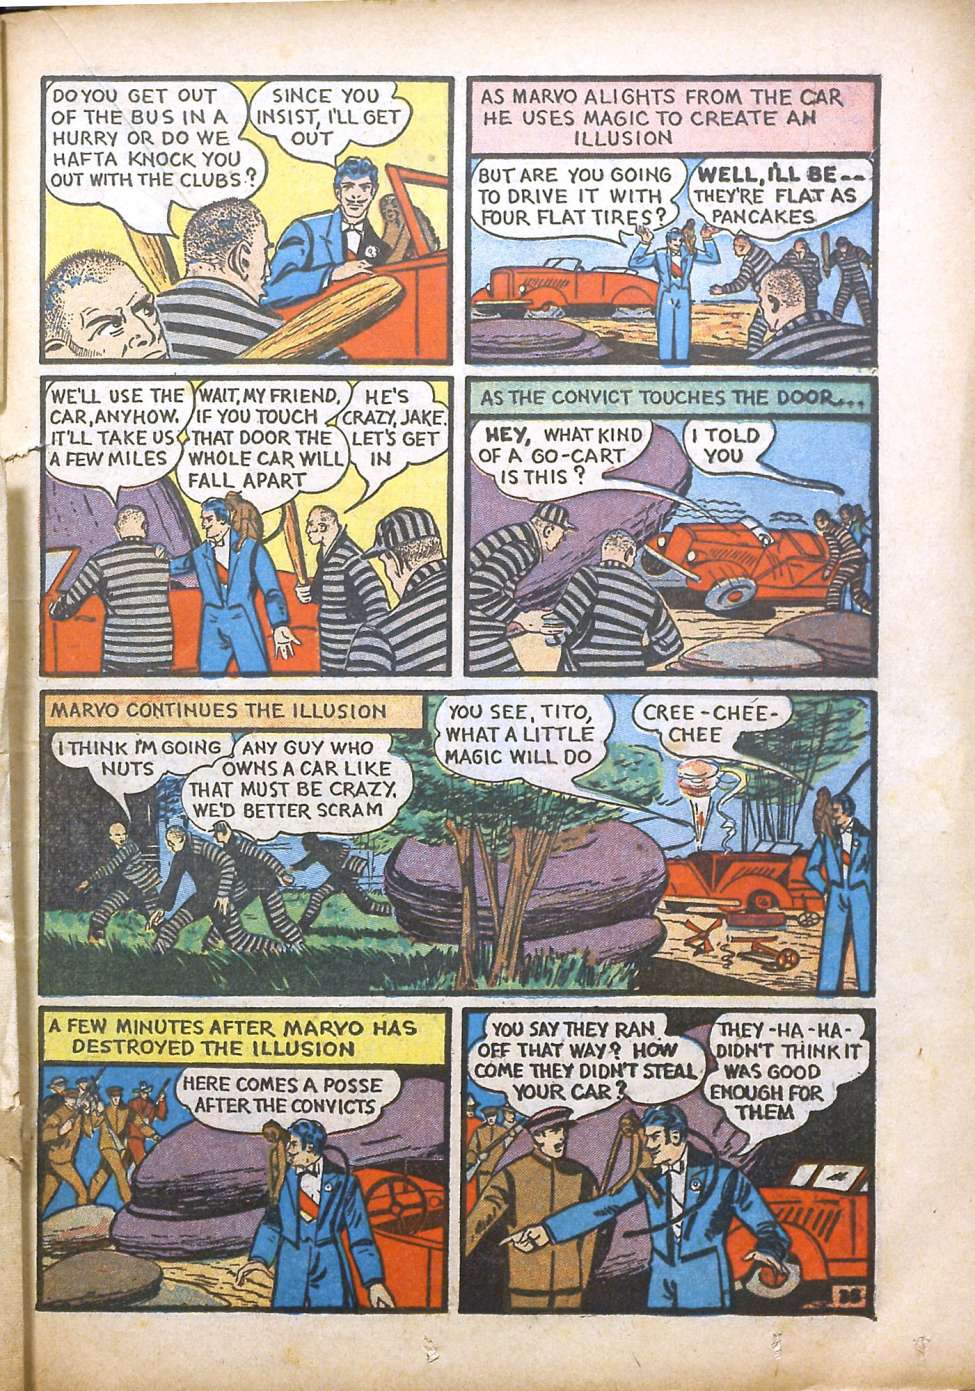 DO YOU GET OUT
OF THE BUS IN A
HURRY OR DO WE
HAFTA KNOCK YOU
OUT WITH THE CLUBS?
SINCE YOU
INSIST, I'LL GET
OUT
AS MARVO ALIGHTS FROM THE CAR
HE USES MAGIC TO CREATE AN
ILLUSION
BUT ARE YOU GOING
TO DRIVE IT WITH
FOUR FLAT TIRES?
WELL, I'LL BE--
THEY'RE FLAT AS
PANCAKES
WE'LL USE THE
CAR, ANYHOW.
IT'LL TAKE US
A FEW MILES
WAIT, MY FRIEND,
IF YOU TOUCH
THAT DOOR THE
WHOLE CAR WILL
FALL APART
HE'S
CRAZY, JAKE.
LET'S GET
IN
AS THE CONVICT TOUCHES THE DOOR...
HEY, WHAT KIND
OF A GO-CART
IS THIS?
I TOLD
YOU
MARVO CONTINUES THE ILLUSION
I THINK I'M GOING
NUTS
ANY GUY WHO
OWNS A CAR LIKE
THAT MUST BE CRAZY.
WE'D BETTER SCRAM
YOU SEE, TITO,
WHAT A LITTLE
MAGIC WILL DO
CREE-CHEE-
CHEE
A FEW MINUTES AFTER MARVO HAS
DESTROYED THE ILLUSION
HERE COMES A POSSE
AFTER THE CONVICTS
YOU SAY THEY RAN
OFF THAT WAY? HOW
COME THEY DIDN'T STEAL
YOUR CAR?
THEY-HA-HA-
DIDN'T THINK IT
WAS GOOD
ENOUGH FOR
THEM